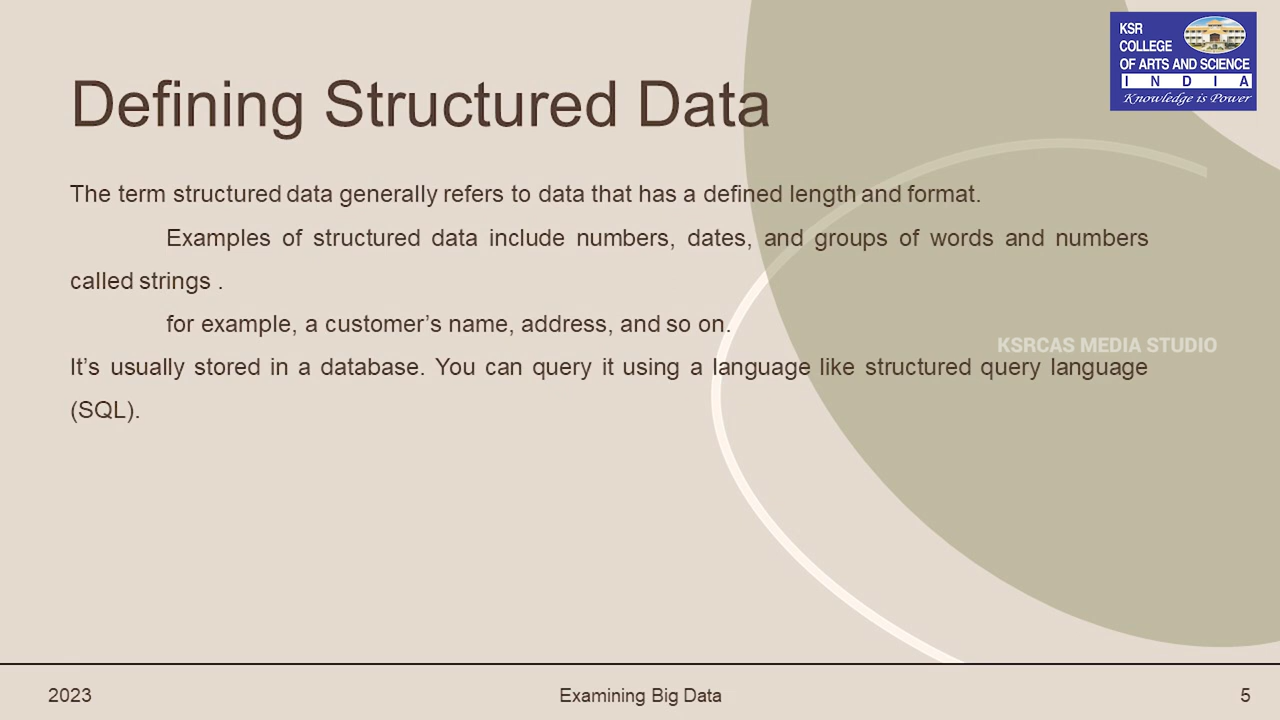 KSR
COLLEGE
OF ARTS AND SCIENCE
INDIA
Knowledge is Power
Defining Structured Data
The term structured data generally refers to data that has a defined length and format.
Examples of structured data include numbers, dates, and groups of words and numbers
called strings .
for example, a customer’s name, address, and so on.
KSRCAS MEDIA STUDIO
It’s usually stored in a database. You can query it using a language like structured query language
(SQL).
2023
Examining Big Data
5